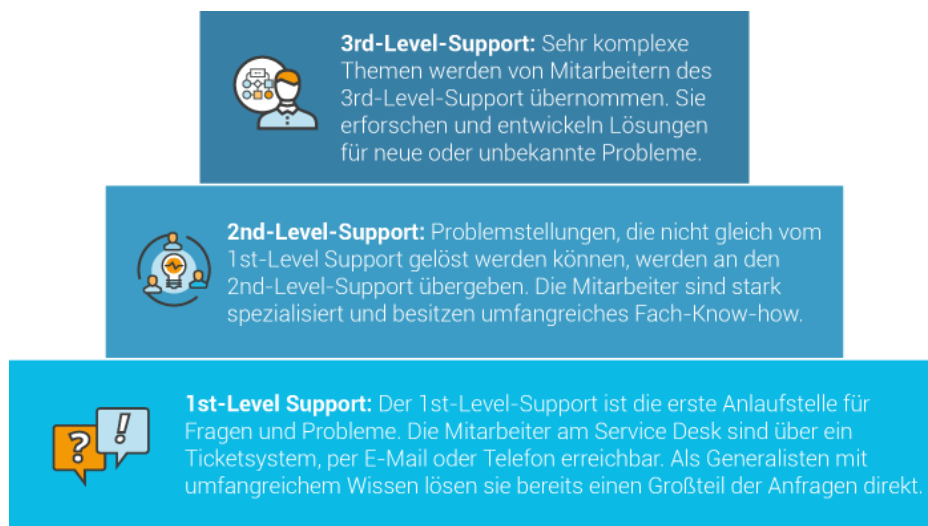 3rd-Level-Support: Sehr komplexe
Themen werden von Mitarbeitern des
3rd-Level-Support übernommen. Sie
erforschen und entwickeln Lösungen
für neue oder unbekannte Probleme.
2nd-Level-Support: Problemstellungen, die nicht gleich vom
1st-Level Support gelöst werden können, werden an den
2nd-Level-Support übergeben. Die Mitarbeiter sind stark
spezialisiert und besitzen umfangreiches Fach-Know-how.
? !
1st-Level Support: Der 1st-Level-Support ist die erste Anlaufstelle für
Fragen und Probleme. Die Mitarbeiter am Service Desk sind über ein
Ticketsystem, per E-Mail oder Telefon erreichbar. Als Generalisten mit
umfangreichem Wissen lösen sie bereits einen Großteil der Anfragen direkt.